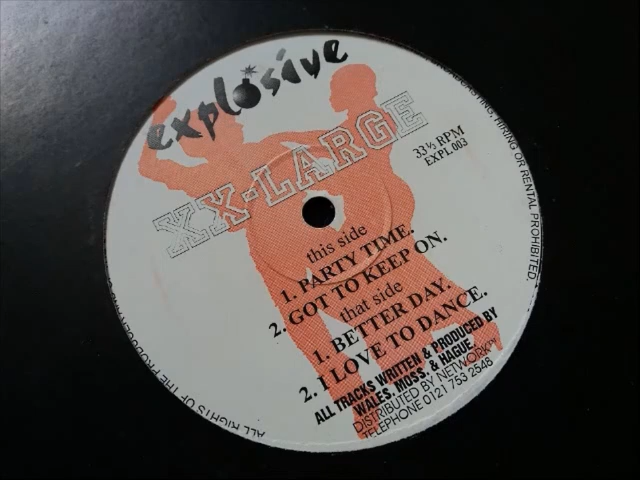 explosive
XX-LARGE
33⅓ RPM
EXPL.003
this side
1. PARTY TIME.
2. GOT TO KEEP ON.
that side
1. BETTER DAY.
2. I LOVE TO DANCE.
ALL TRACKS WRITTEN & PRODUCED BY
WALES, MOSS, & HAGUE.
DISTRIBUTED BY NETWORK™
TELEPHONE 0121 753 2548
ALL RIGHTS OF THE PRODUCER
HIRING OR RENTAL PROHIBITED.